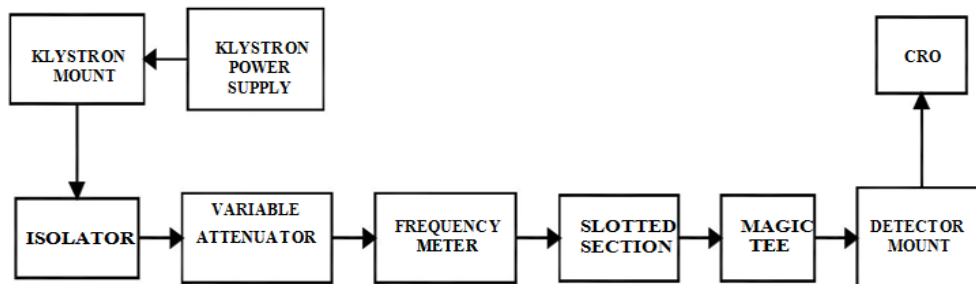 KLYSTRON
MOUNT
KLYSTRON
POWER
SUPPLY
CRO
ISOLATOR
VARIABLE
ATTENUATOR
FREQUENCY
METER
SLOTTED
SECTION
MAGIC
TEE
DETECTOR
MOUNT